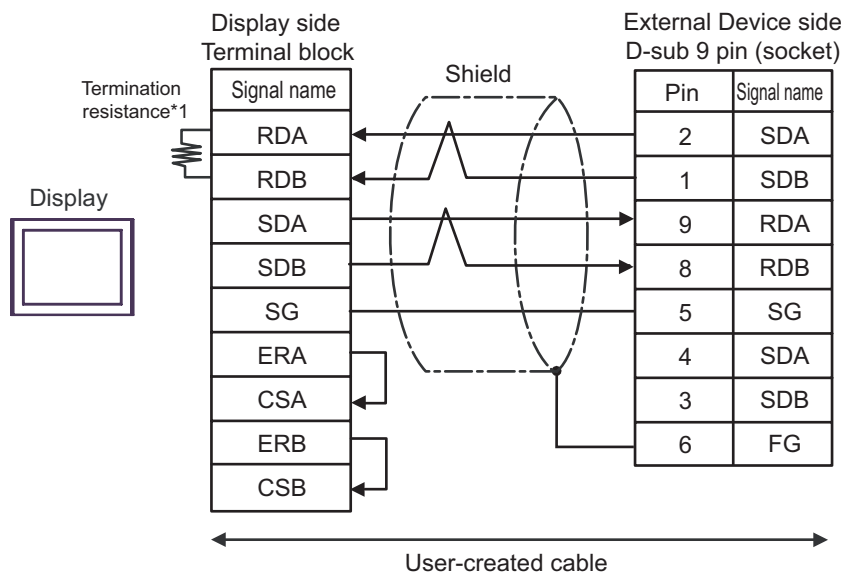 Display side
Terminal block
External Device side
D-sub 9 pin (socket)
Termination
resistance*1
Shield
Display
Signal name
RDA
RDB
SDA
SDB
SG
ERA
CSA
ERB
CSB
Pin Signal name
2 SDA
1 SDB
9 RDA
8 RDB
5 SG
4 SDA
3 SDB
6 FG
User-created cable